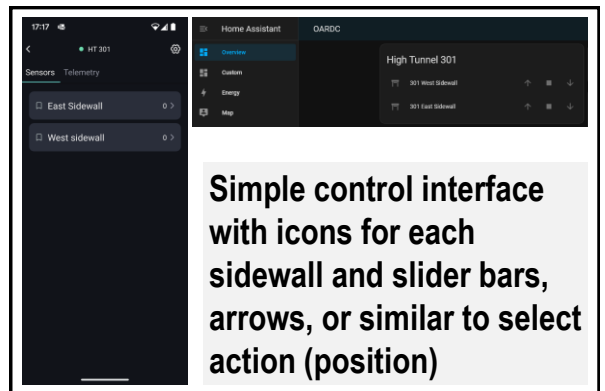 17:17
HT 301
Sensors Telemetry
East Sidewall 0 >
West sidewall 0 >
Home Assistant OARDC
Overview
Custom
Energy
Map
High Tunnel 301
301 West Sidewall
301 East Sidewall
Simple control interface
with icons for each
sidewall and slider bars,
arrows, or similar to select
action (position)